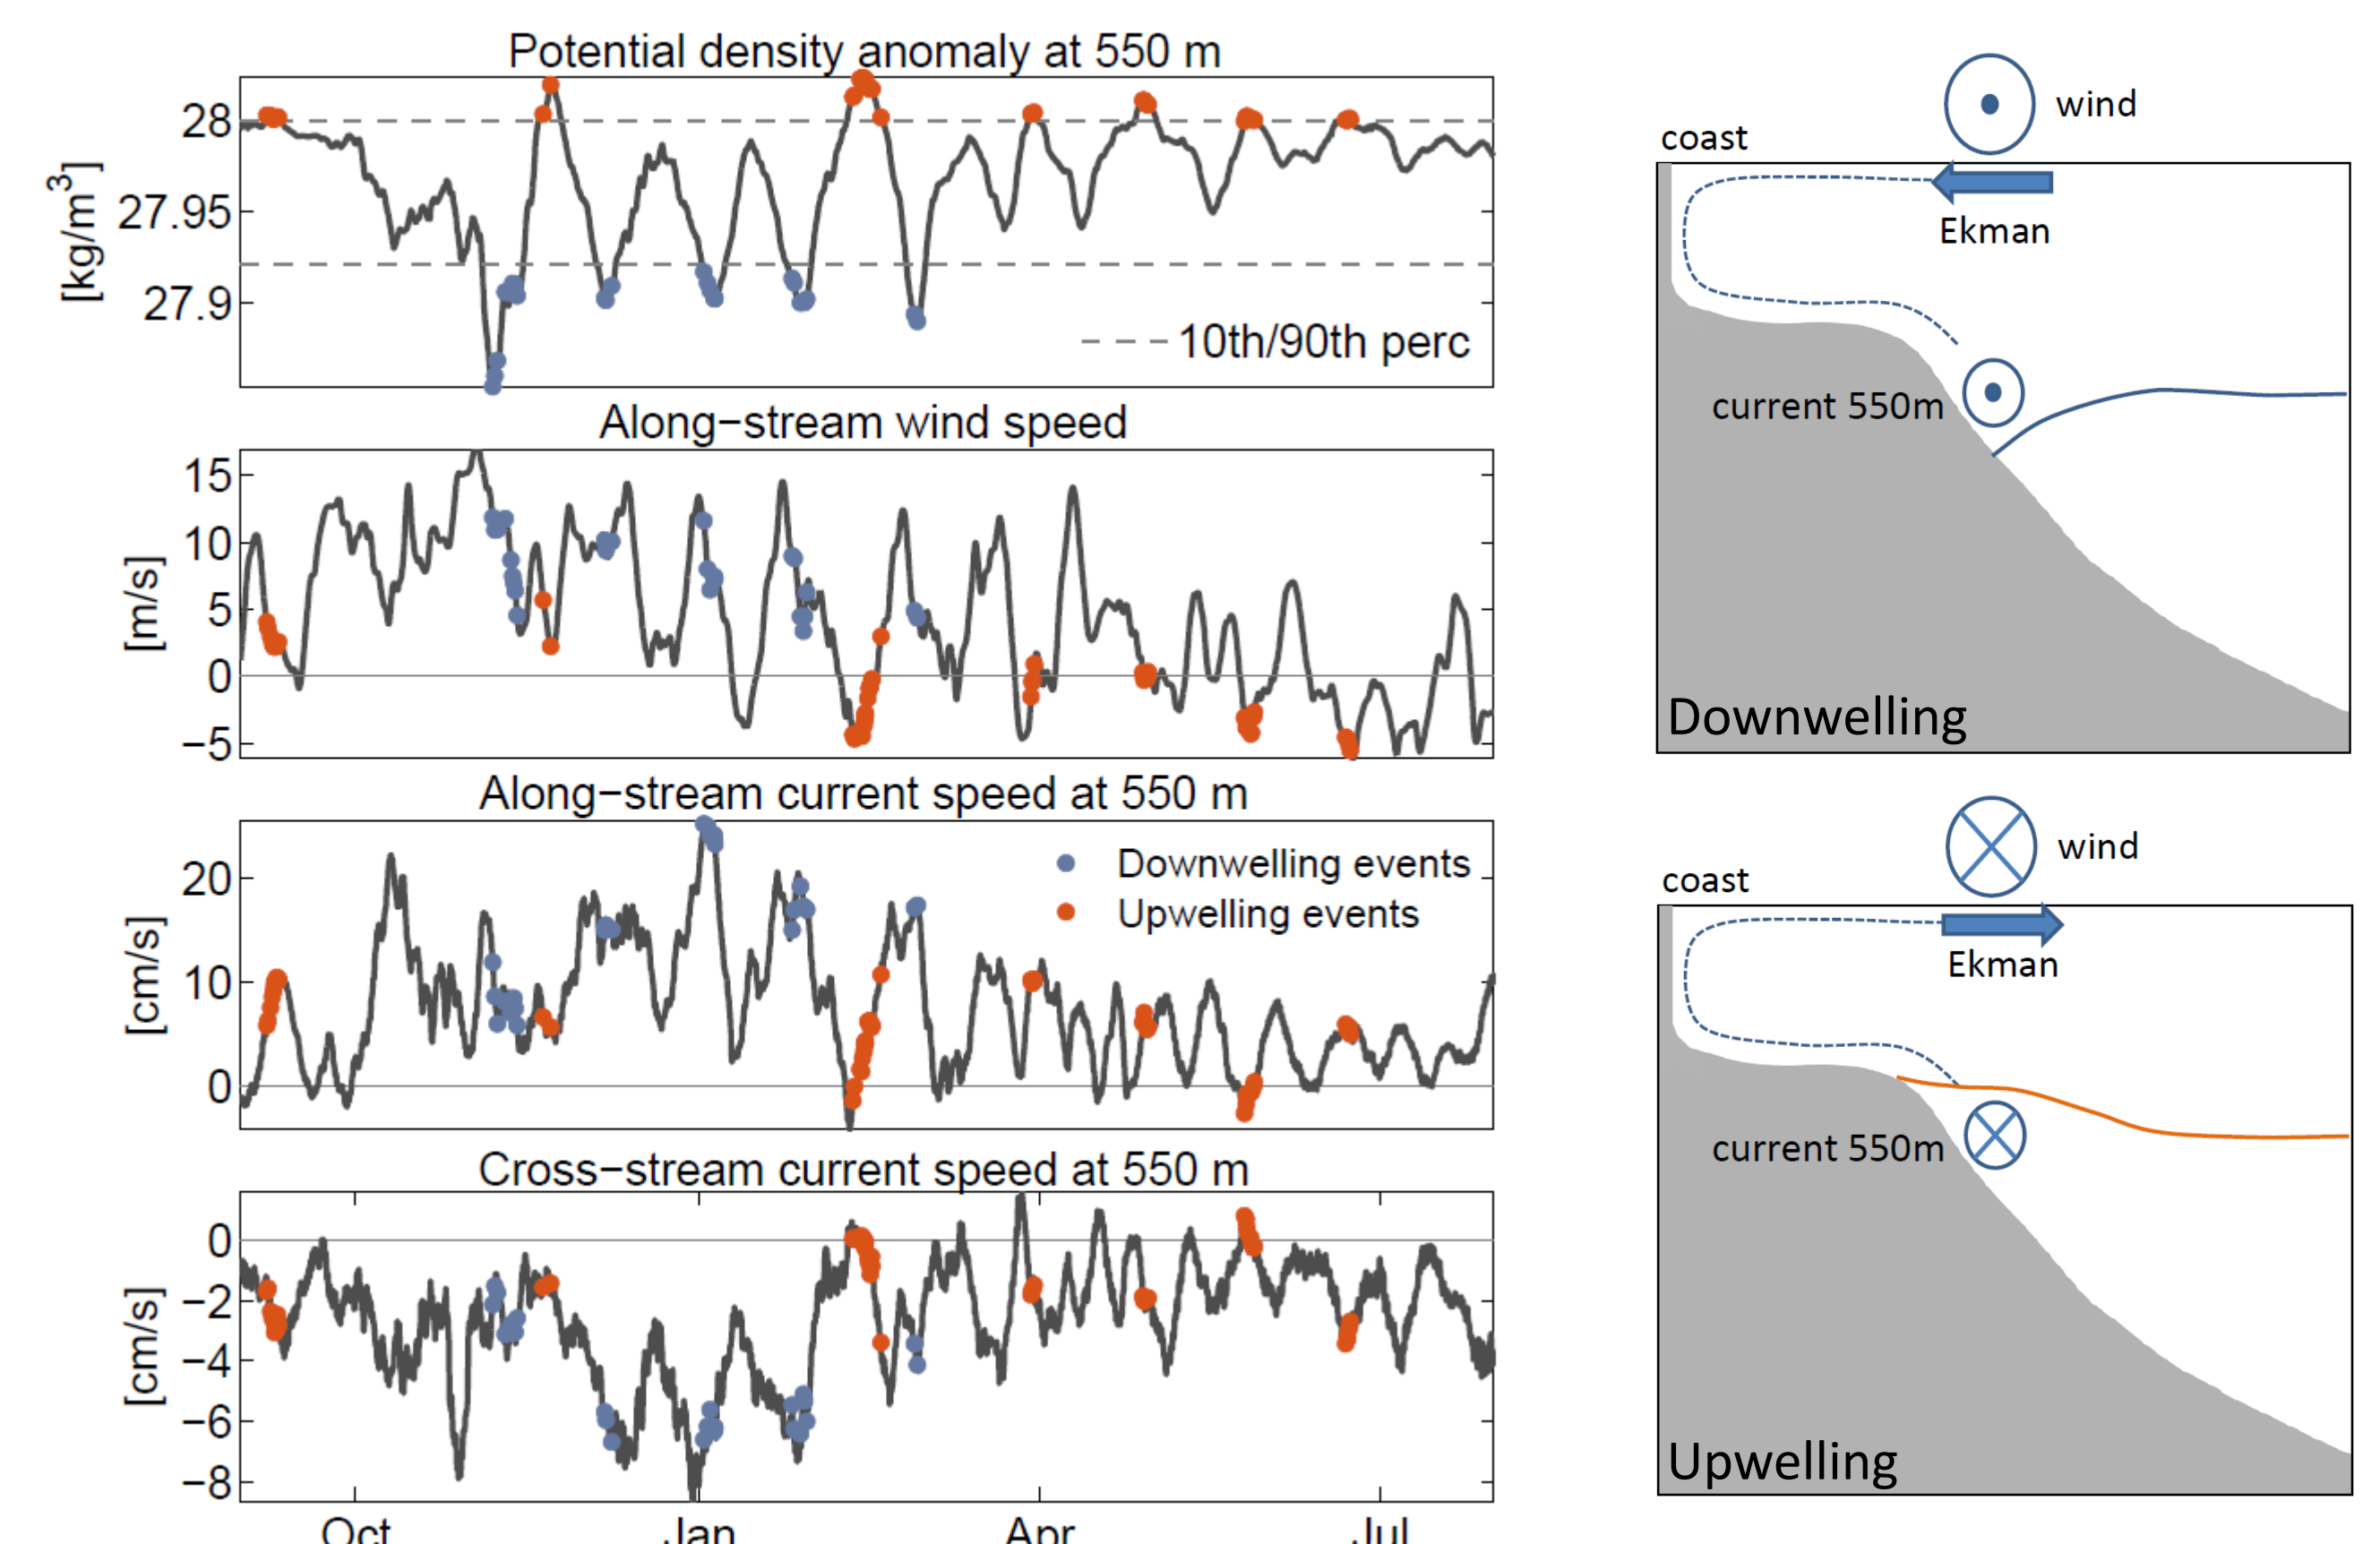 Potential density anomaly at 550 m
[kg/m³]
28
27.95
27.9
10th/90th perc
Along−stream wind speed
[m/s]
15
10
5
0
−5
Along−stream current speed at 550 m
[cm/s]
20
10
0
Downwelling events
Upwelling events
Cross−stream current speed at 550 m
[cm/s]
0
−2
−4
−6
−8
Oct Jan Apr Jul
wind
coast
Ekman
current 550m
Downwelling
wind
coast
Ekman
current 550m
Upwelling